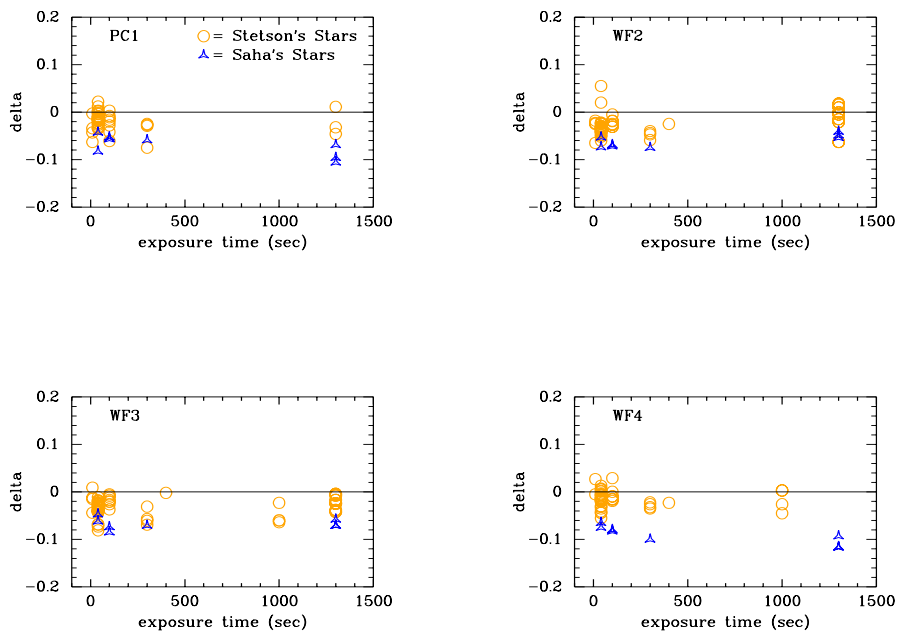 0.2
0.1
0
−0.1
−0.2
delta
PC1
= Stetson's Stars
= Saha's Stars
0 500 1000 1500
exposure time (sec)
0.2
0.1
0
−0.1
−0.2
delta
WF2
0 500 1000 1500
exposure time (sec)
0.2
0.1
0
−0.1
−0.2
delta
WF3
0 500 1000 1500
exposure time (sec)
0.2
0.1
0
−0.1
−0.2
delta
WF4
0 500 1000 1500
exposure time (sec)